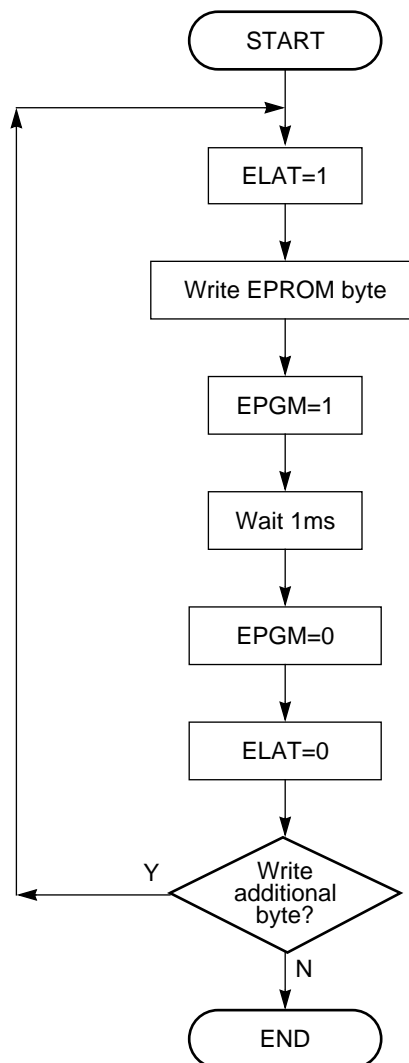 START
ELAT=1
Write EPROM byte
EPGM=1
Wait 1ms
EPGM=0
ELAT=0
Y
Write
additional
byte?
N
END